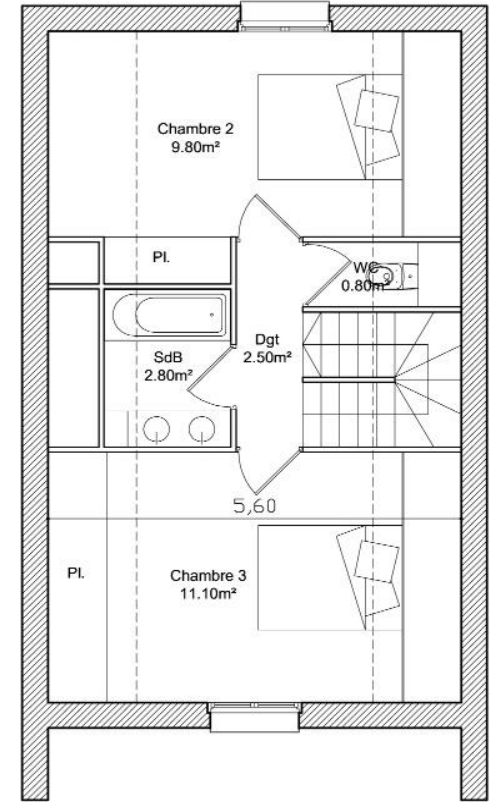 Chambre 2
9.80m²
Pl.
WC
0.80m²
Dgt
2.50m²
SdB
2.80m²
5,60
Pl.
Chambre 3
11.10m²